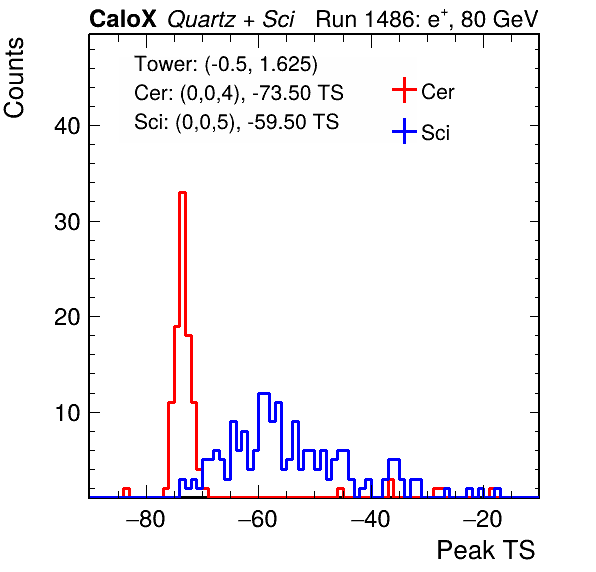 CaloX Quartz + Sci Run 1486: e⁺, 80 GeV
Counts
Tower: (-0.5, 1.625)
Cer: (0,0,4), -73.50 TS
Sci: (0,0,5), -59.50 TS
Cer
Sci
40
30
20
10
−80 −60 −40 −20
Peak TS